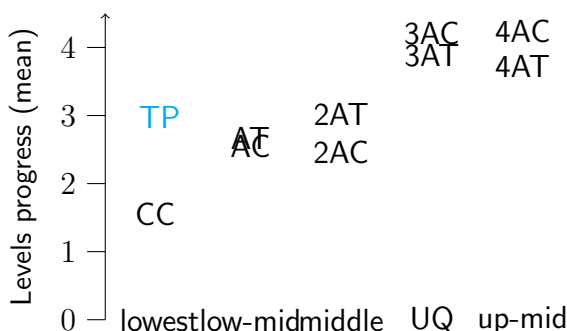 Levels progress (mean)
4
3
2
1
0
TP
CC
AT
AC
2AT
2AC
3AC
3AT
4AC
4AT
lowest low-mid middle UQ up-mid